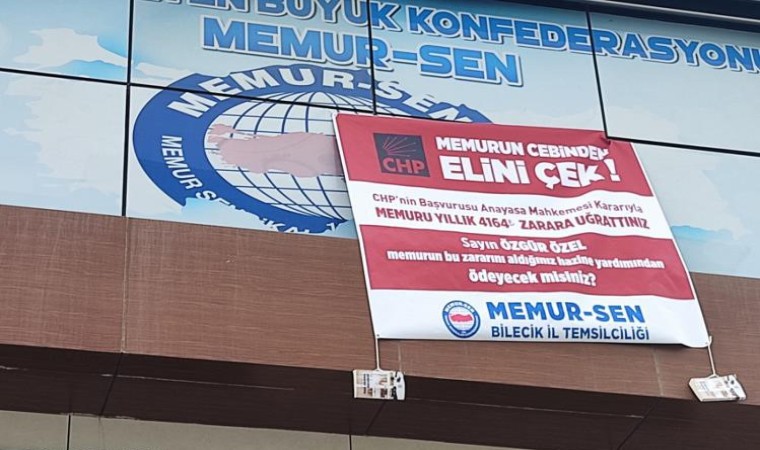 BÜYÜK KONFEDERASYONU
MEMUR-SEN
MEMUR-SEN
CHP
MEMURUN CEBİNDEN
ELİNİ ÇEK!
CHP'nin Başvurusu Anayasa Mahkemesi Kararıyla
MEMURU YILLIK 4164₺ ZARARA UĞRATTINIZ
Sayın ÖZGÜR ÖZEL
memurun bu zararını aldığınız hazine yardımından
ödeyecek misiniz?
MEMUR-SEN
BİLECİK İL TEMSİLCİLİĞİ